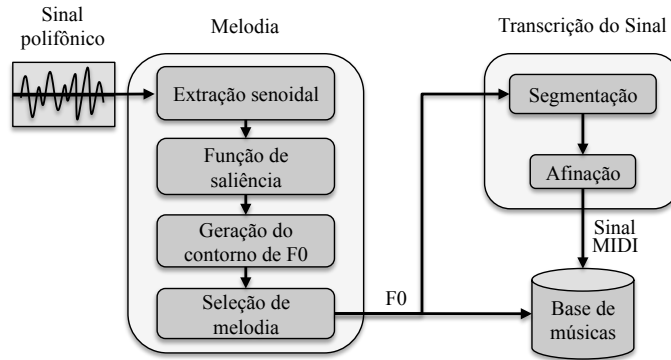 Sinal
polifônico
Melodia
Extração senoidal
Função de
saliência
Geração do
contorno de F0
Seleção de
melodia
F0
Transcrição do Sinal
Segmentação
Afinação
Sinal
MIDI
Base de
músicas